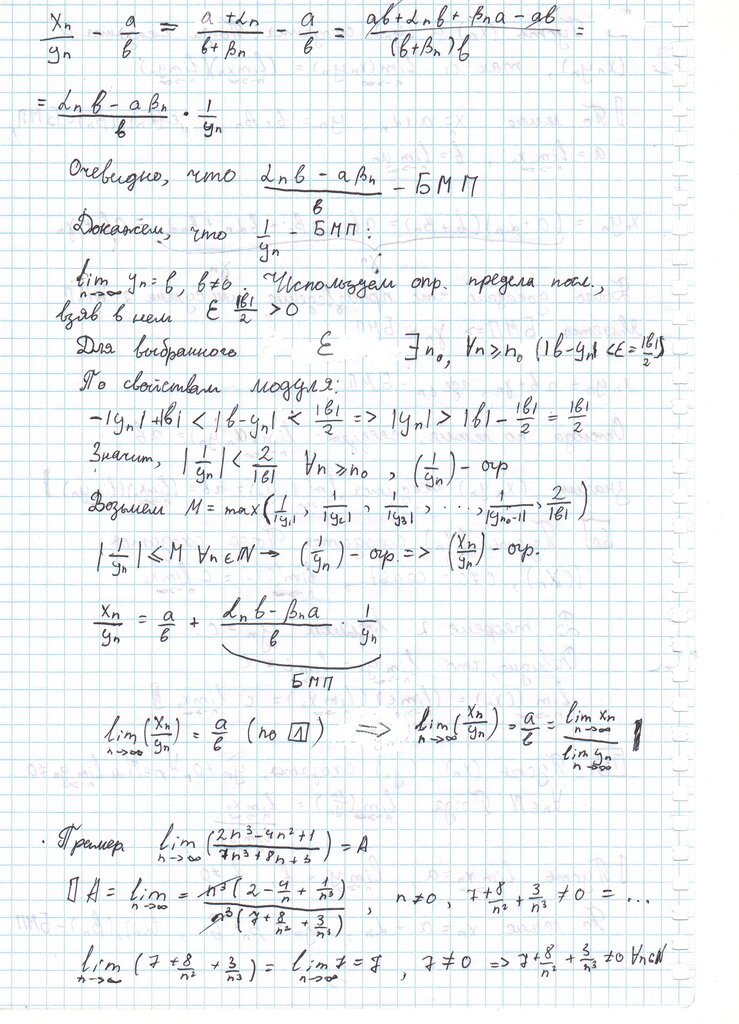 xₙ/yₙ - a/в = (a+αₙ)/(в+βₙ) - a/в = (aв+αₙв+βₙa-aв)/((в+βₙ)в) =
= (αₙв - aβₙ)/в · 1/yₙ
Очевидно, что (αₙв - aβₙ)/в - БМП
Докажем, что 1/yₙ - БМП:
lim n→∞ yₙ = в, в≠0. Используем опр. предела посл.,
взяв в нем ε |в|/2 > 0
Для выбранного ε ∃n₀, ∀n≥n₀ (|в-yₙ| < ε = |в|/2)
По свойствам модуля:
-|yₙ|+|в| < |в-yₙ| < |в|/2 => |yₙ| > |в| - |в|/2 = |в|/2
Значит, |1/yₙ| < 2/|в| ∀n≥n₀, (1/yₙ) - огр
Возьмем M = max(1/|y₁|, 1/|y₂|, 1/|y₃|, ..., 1/|yₙ₀₋₁|, 2/|в|)
|1/yₙ| ≤ M ∀n∈ℕ → (1/yₙ) - огр. => (xₙ/yₙ) - огр.
xₙ/yₙ = a/в + (αₙв - βₙa)/в · 1/yₙ
БМП
lim n→∞ (xₙ/yₙ) = a/в (по 1) => lim n→∞ (xₙ/yₙ) = a/в = lim n→∞ xₙ / lim n→∞ yₙ
Пример lim n→∞ ((2n³-4n²+1)/(7n³+8n+3)) = A
A = lim n→∞ = n³(2 - 4/n + 1/n³)/n³(7 + 8/n² + 3/n³), n≠0, 7 + 8/n² + 3/n³ ≠ 0 = ...
lim n→∞ (7 + 8/n² + 3/n³) = lim n→∞ 7 = 7, 7≠0 => 7 + 8/n² + 3/n³ ≠ 0 ∀n∈ℕ